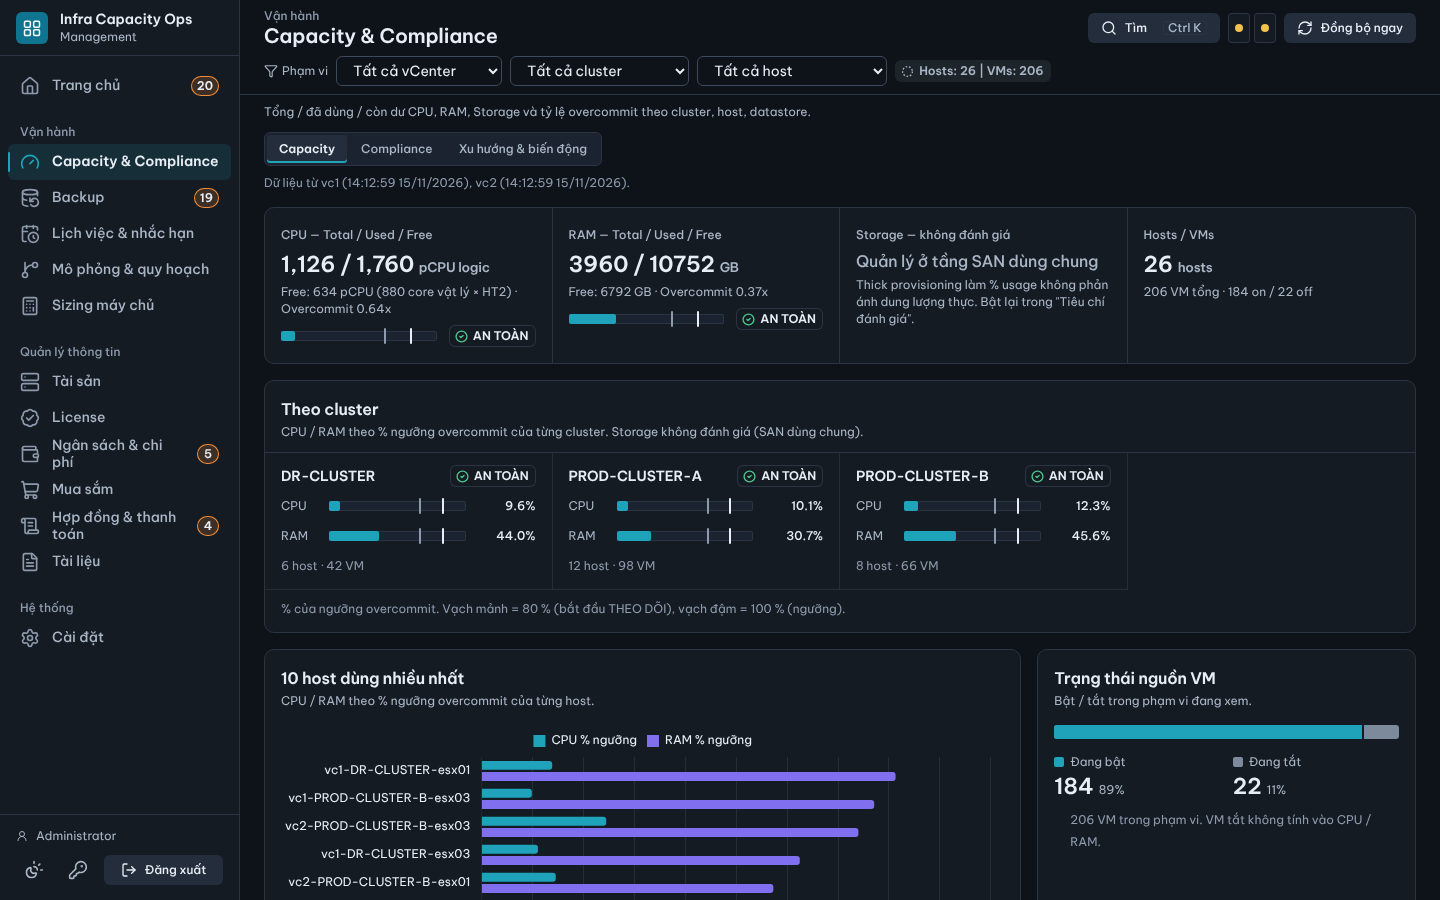 Infra Capacity Ops
Management
Trang chủ 20
Vận hành
Capacity & Compliance
Backup 19
Lịch việc & nhắc hạn
Mô phỏng & quy hoạch
Sizing máy chủ
Quản lý thông tin
Tài sản
License
Ngân sách & chi
phí 5
Mua sắm
Hợp đồng & thanh
toán 4
Tài liệu
Hệ thống
Cài đặt
Administrator
Đăng xuất
Vận hành
Capacity & Compliance
Tìm Ctrl K
Đồng bộ ngay
Phạm vi Tất cả vCenter Tất cả cluster Tất cả host Hosts: 26 | VMs: 206
Tổng / đã dùng / còn dư CPU, RAM, Storage và tỷ lệ overcommit theo cluster, host, datastore.
Capacity Compliance Xu hướng & biến động
Dữ liệu từ vc1 (14:12:59 15/11/2026), vc2 (14:12:59 15/11/2026).
CPU — Total / Used / Free
1,126 / 1,760 pCPU logic
Free: 634 pCPU (880 core vật lý × HT2) ·
Overcommit 0.64x
AN TOÀN
RAM — Total / Used / Free
3960 / 10752 GB
Free: 6792 GB · Overcommit 0.37x
AN TOÀN
Storage — không đánh giá
Quản lý ở tầng SAN dùng chung
Thick provisioning làm % usage không phản
ánh dung lượng thực. Bật lại trong "Tiêu chí
đánh giá".
Hosts / VMs
26 hosts
206 VM tổng · 184 on / 22 off
Theo cluster
CPU / RAM theo % ngưỡng overcommit của từng cluster. Storage không đánh giá (SAN dùng chung).
DR-CLUSTER AN TOÀN
CPU 9.6%
RAM 44.0%
6 host · 42 VM
PROD-CLUSTER-A AN TOÀN
CPU 10.1%
RAM 30.7%
12 host · 98 VM
PROD-CLUSTER-B AN TOÀN
CPU 12.3%
RAM 45.6%
8 host · 66 VM
% của ngưỡng overcommit. Vạch mảnh = 80 % (bắt đầu THEO DÕI), vạch đậm = 100 % (ngưỡng).
10 host dùng nhiều nhất
CPU / RAM theo % ngưỡng overcommit của từng host.
CPU % ngưỡng RAM % ngưỡng
vc1-DR-CLUSTER-esx01
vc1-PROD-CLUSTER-B-esx03
vc2-PROD-CLUSTER-B-esx03
vc1-DR-CLUSTER-esx03
vc2-PROD-CLUSTER-B-esx01
Trạng thái nguồn VM
Bật / tắt trong phạm vi đang xem.
Đang bật Đang tắt
184 89% 22 11%
206 VM trong phạm vi. VM tắt không tính vào CPU /
RAM.